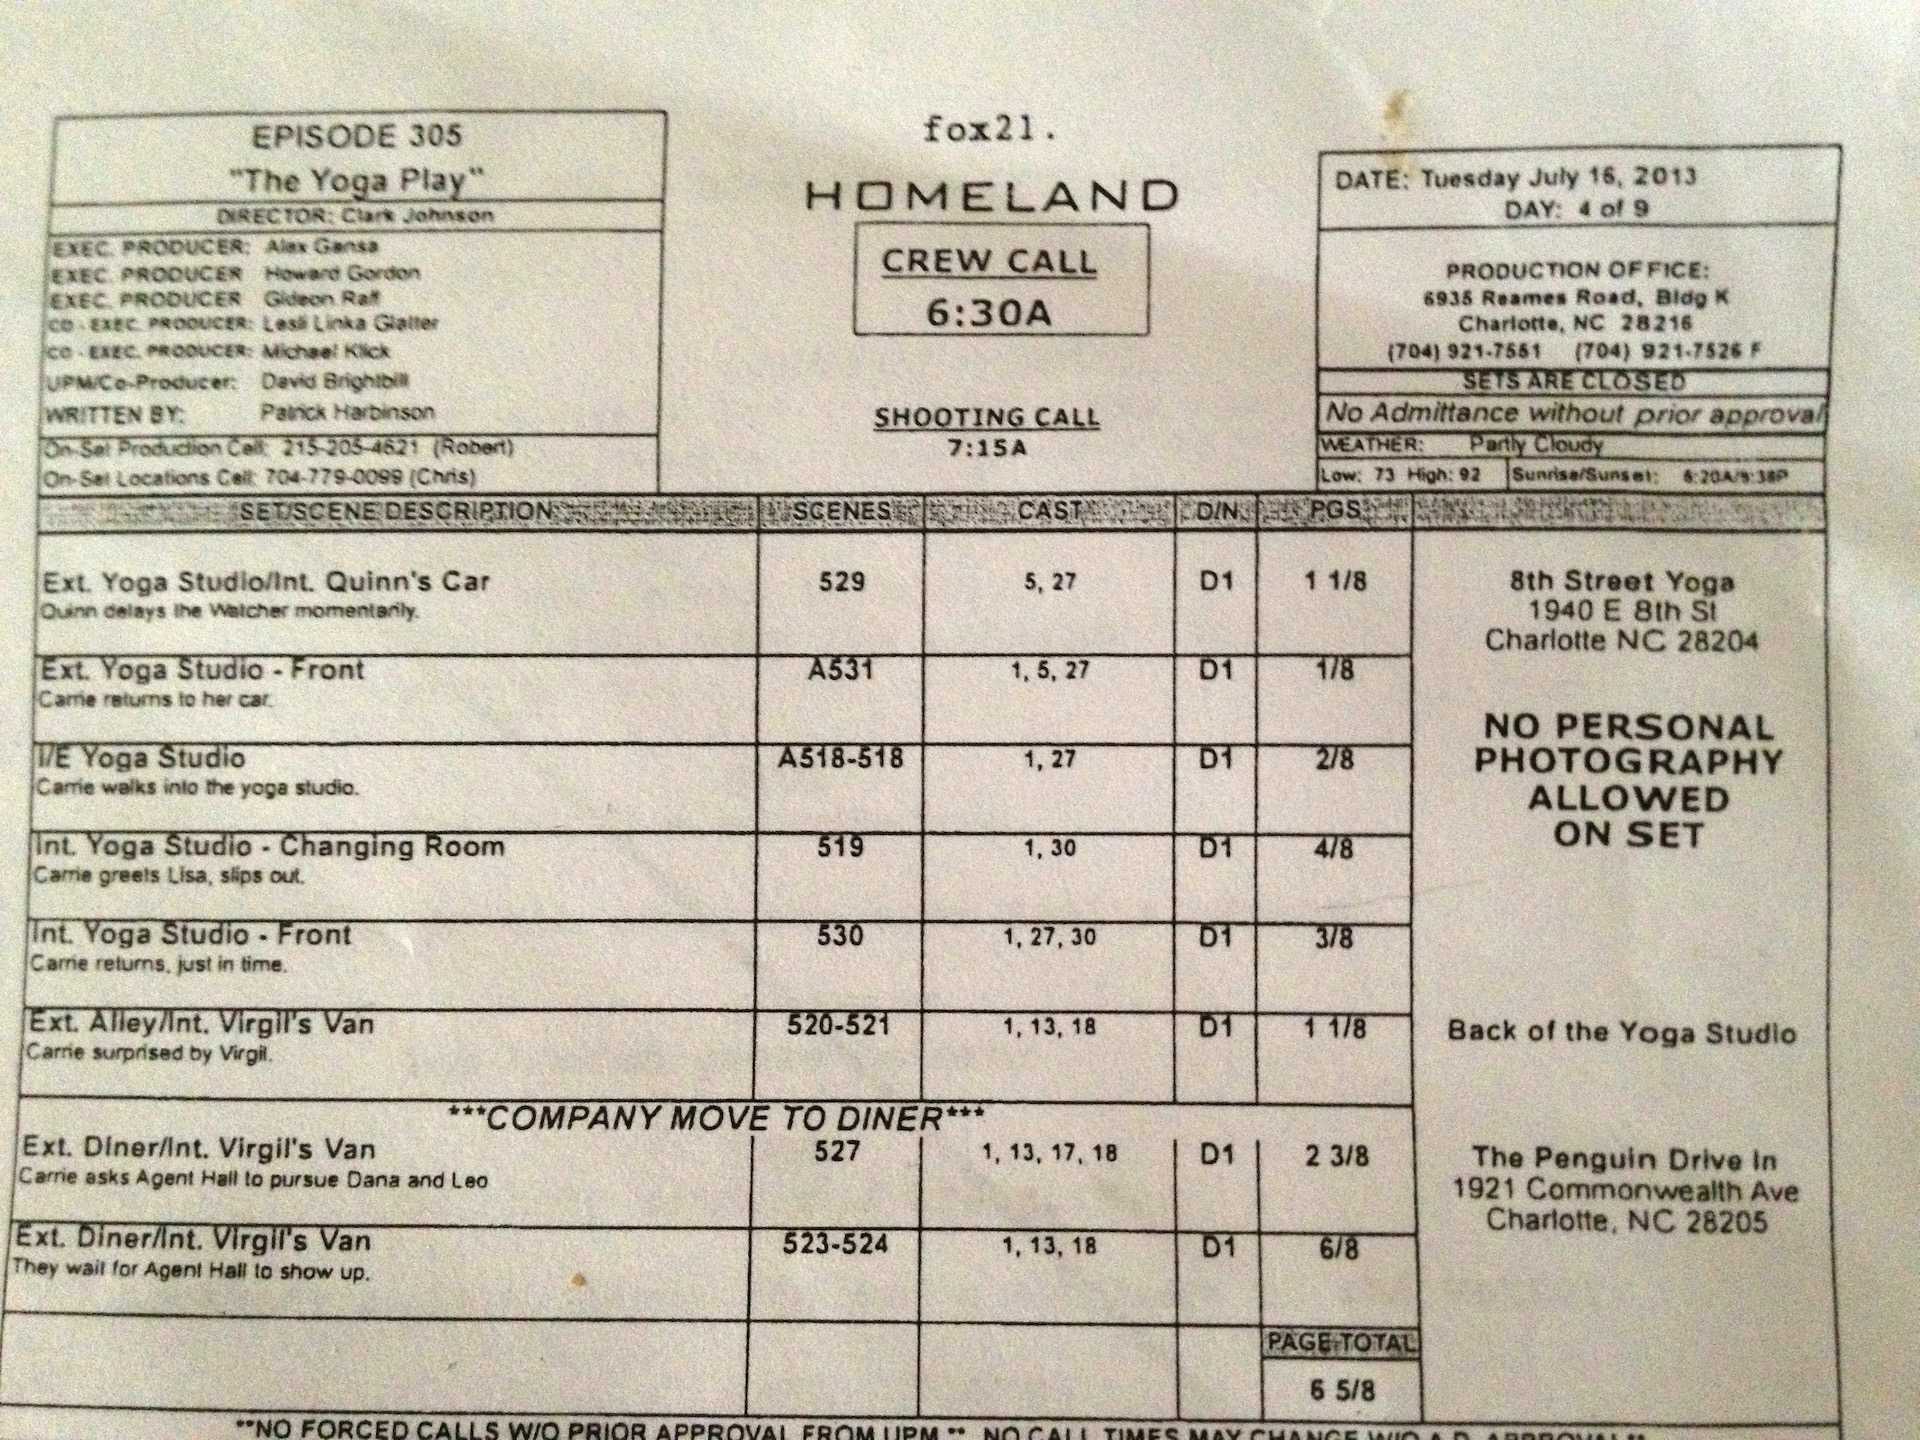 EPISODE 305
"The Yoga Play"
DIRECTOR: Clark Johnson
EXEC. PRODUCER: Alex Gansa
EXEC. PRODUCER Howard Gordon
EXEC. PRODUCER Gideon Raff
CO - EXEC. PRODUCER: Lesli Linka Glatter
CO - EXEC. PRODUCER: Michael Klick
UPM/Co-Producer: David Brightbill
WRITTEN BY: Patrick Harbinson
On-Set Production Cell: 215-205-4621 (Robert)
On-Set Locations Cell: 704-779-0099 (Chris)
fox21.
HOMELAND
CREW CALL
6:30A
SHOOTING CALL
7:15A
DATE: Tuesday July 16, 2013
DAY: 4 of 9
PRODUCTION OFFICE:
6935 Reames Road, Bldg K
Charlotte, NC 28216
(704) 921-7551 (704) 921-7526 F
SETS ARE CLOSED
No Admittance without prior approval
WEATHER: Partly Cloudy
Low: 73 High: 92 Sunrise/Sunset:
SET/SCENE DESCRIPTION SCENES CAST D/N PGS
Ext. Yoga Studio/Int. Quinn's Car 529 5, 27 D1 1 1/8
Quinn delays the Watcher momentarily.
8th Street Yoga
1940 E 8th St
Charlotte NC 28204
Ext. Yoga Studio - Front A531 1, 5, 27 D1 1/8
Carrie returns to her car.
NO PERSONAL
PHOTOGRAPHY
ALLOWED
ON SET
I/E Yoga Studio A518-518 1, 27 D1 2/8
Carrie walks into the yoga studio.
Int. Yoga Studio - Changing Room 519 1, 30 D1 4/8
Carrie greets Lisa, slips out.
Int. Yoga Studio - Front 530 1, 27, 30 D1 3/8
Carrie returns, just in time.
Ext. Alley/Int. Virgil's Van 520-521 1, 13, 18 D1 1 1/8 Back of the Yoga Studio
Carrie surprised by Virgil.
***COMPANY MOVE TO DINER***
Ext. Diner/Int. Virgil's Van 527 1, 13, 17, 18 D1 2 3/8
Carrie asks Agent Hall to pursue Dana and Leo
The Penguin Drive In
1921 Commonwealth Ave
Charlotte, NC 28205
Ext. Diner/Int. Virgil's Van 523-524 1, 13, 18 D1 6/8
They wait for Agent Hall to show up.
PAGE TOTAL
6 5/8
**NO FORCED CALLS W/O PRIOR APPROVAL FROM UPM ** NO CALL TIMES MAY CHANGE W/O A.D. APPROVAL**